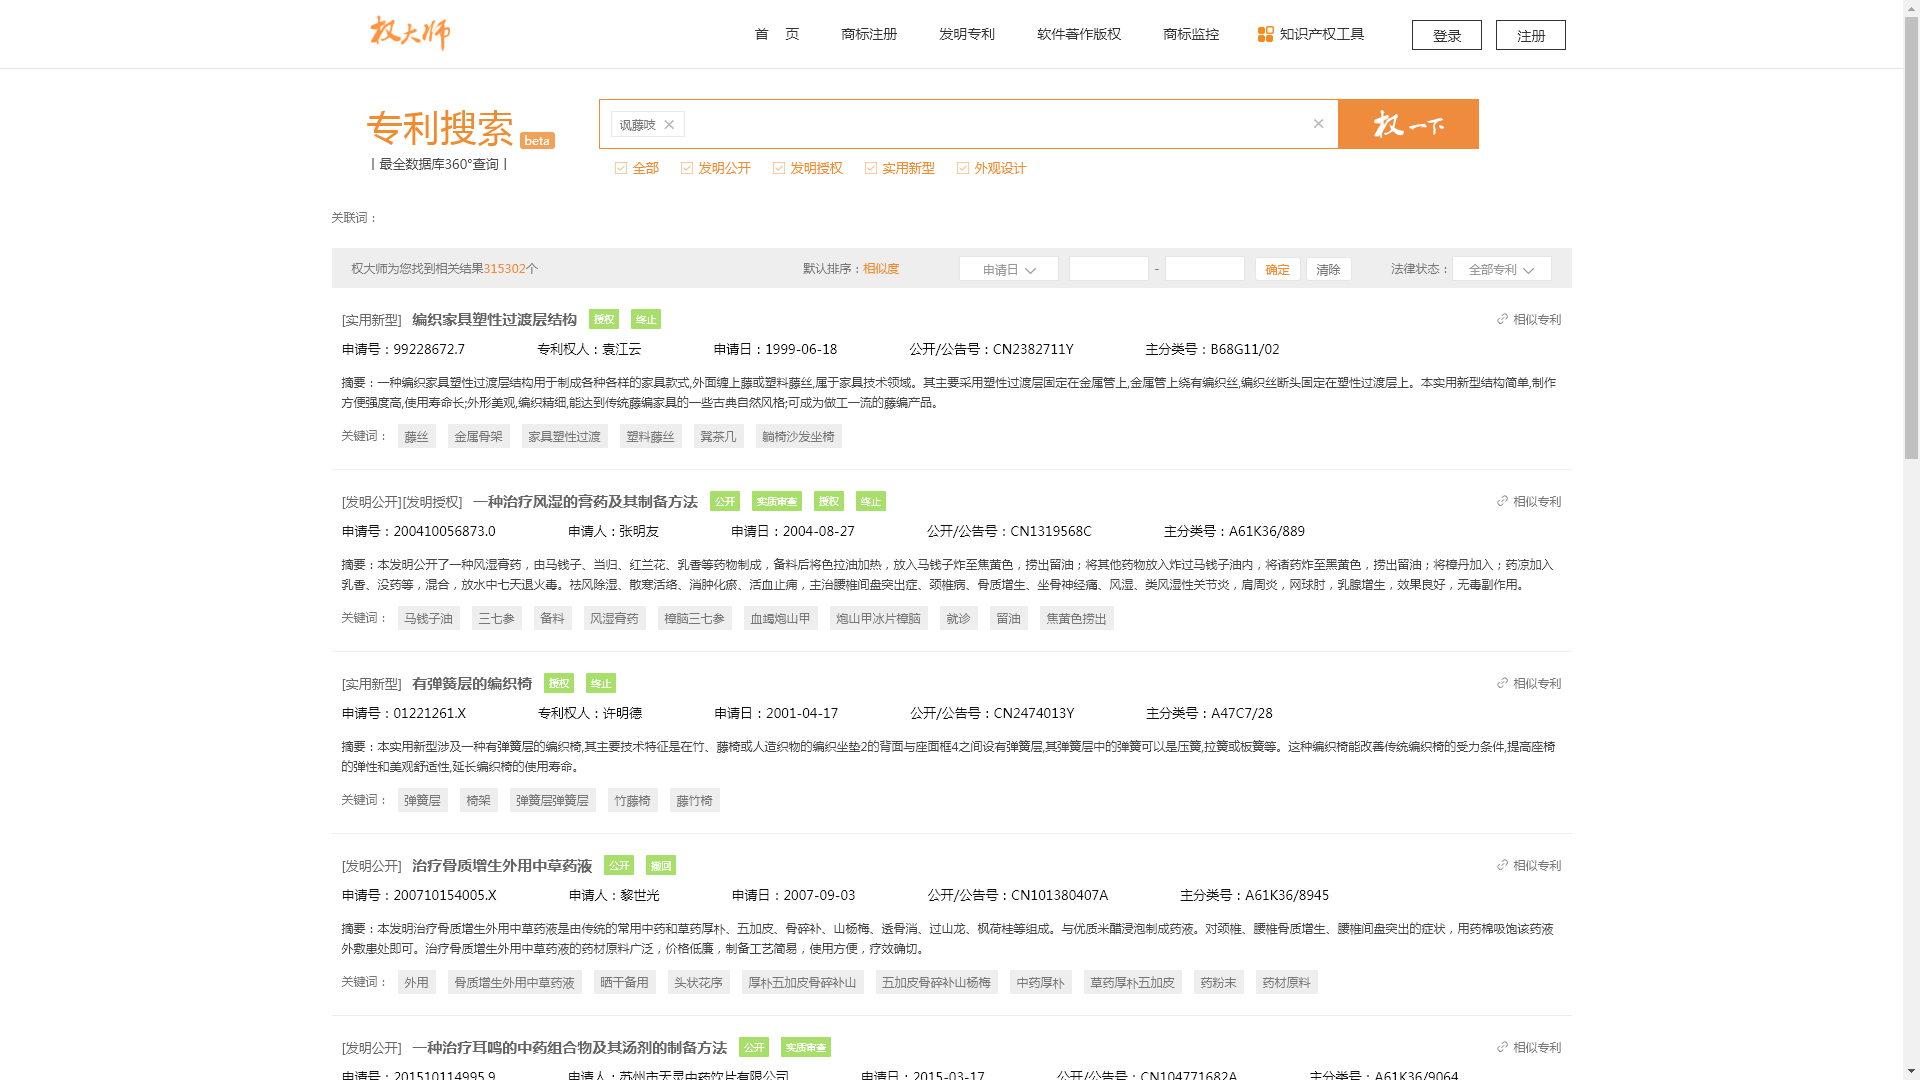 权大师
首 页 商标注册 发明专利 软件著作版权 商标监控 知识产权工具 登录 注册
专利搜索 beta
丨最全数据库360°查询丨
讽藤吱
权一下
全部 发明公开 发明授权 实用新型 外观设计
关联词：
权大师为您找到相关结果315302个 默认排序：相似度 申请日 - 确定 清除 法律状态： 全部专利
[实用新型] 编织家具塑性过渡层结构 授权 终止 相似专利
申请号：99228672.7 专利权人：袁江云 申请日：1999-06-18 公开/公告号：CN2382711Y 主分类号：B68G11/02
摘要：一种编织家具塑性过渡层结构用于制成各种各样的家具款式,外面缠上藤或塑料藤丝,属于家具技术领域。其主要采用塑性过渡层固定在金属管上,金属管上绕有编织丝,编织丝断头固定在塑性过渡层上。本实用新型结构简单,制作
方便强度高,使用寿命长;外形美观,编织精细,能达到传统藤编家具的一些古典自然风格;可成为做工一流的藤编产品。
关键词： 藤丝 金属骨架 家具塑性过渡 塑料藤丝 凳茶几 躺椅沙发坐椅
[发明公开][发明授权] 一种治疗风湿的膏药及其制备方法 公开 实质审查 授权 终止 相似专利
申请号：200410056873.0 申请人：张明友 申请日：2004-08-27 公开/公告号：CN1319568C 主分类号：A61K36/889
摘要：本发明公开了一种风湿膏药，由马钱子、当归、红兰花、乳香等药物制成，备料后将色拉油加热，放入马钱子炸至焦黄色，捞出留油；将其他药物放入炸过马钱子油内，将诸药炸至黑黄色，捞出留油；将樟丹加入；药凉加入
乳香、没药等，混合，放水中七天退火毒。祛风除湿、散寒活络、消肿化瘀、活血止痛，主治腰椎间盘突出症、颈椎病、骨质增生、坐骨神经痛、风湿、类风湿性关节炎，肩周炎，网球肘，乳腺增生，效果良好，无毒副作用。
关键词： 马钱子油 三七参 备料 风湿膏药 樟脑三七参 血竭炮山甲 炮山甲冰片樟脑 就诊 留油 焦黄色捞出
[实用新型] 有弹簧层的编织椅 授权 终止 相似专利
申请号：01221261.X 专利权人：许明德 申请日：2001-04-17 公开/公告号：CN2474013Y 主分类号：A47C7/28
摘要：本实用新型涉及一种有弹簧层的编织椅,其主要技术特征是在竹、藤椅或人造织物的编织坐垫2的背面与座面框4之间设有弹簧层,其弹簧层中的弹簧可以是压簧,拉簧或板簧等。这种编织椅能改善传统编织椅的受力条件,提高座椅
的弹性和美观舒适性,延长编织椅的使用寿命。
关键词： 弹簧层 椅架 弹簧层弹簧层 竹藤椅 藤竹椅
[发明公开] 治疗骨质增生外用中草药液 公开 撤回 相似专利
申请号：200710154005.X 申请人：黎世光 申请日：2007-09-03 公开/公告号：CN101380407A 主分类号：A61K36/8945
摘要：本发明治疗骨质增生外用中草药液是由传统的常用中药和草药厚朴、五加皮、骨碎补、山杨梅、透骨消、过山龙、枫荷桂等组成。与优质米醋浸泡制成药液。对颈椎、腰椎骨质增生、腰椎间盘突出的症状，用药棉吸饱该药液
外敷患处即可。治疗骨质增生外用中草药液的药材原料广泛，价格低廉，制备工艺简易，使用方便，疗效确切。
关键词： 外用 骨质增生外用中草药液 晒干备用 头状花序 厚朴五加皮骨碎补山 五加皮骨碎补山杨梅 中药厚朴 草药厚朴五加皮 药粉末 药材原料
[发明公开] 一种治疗耳鸣的中药组合物及其汤剂的制备方法 公开 实质审查 相似专利
申请号：201510114995.9 申请人：苏州市天灵中药饮片有限公司 申请日：2015-03-17 公开/公告号：CN104771682A 主分类号：A61K36/9064